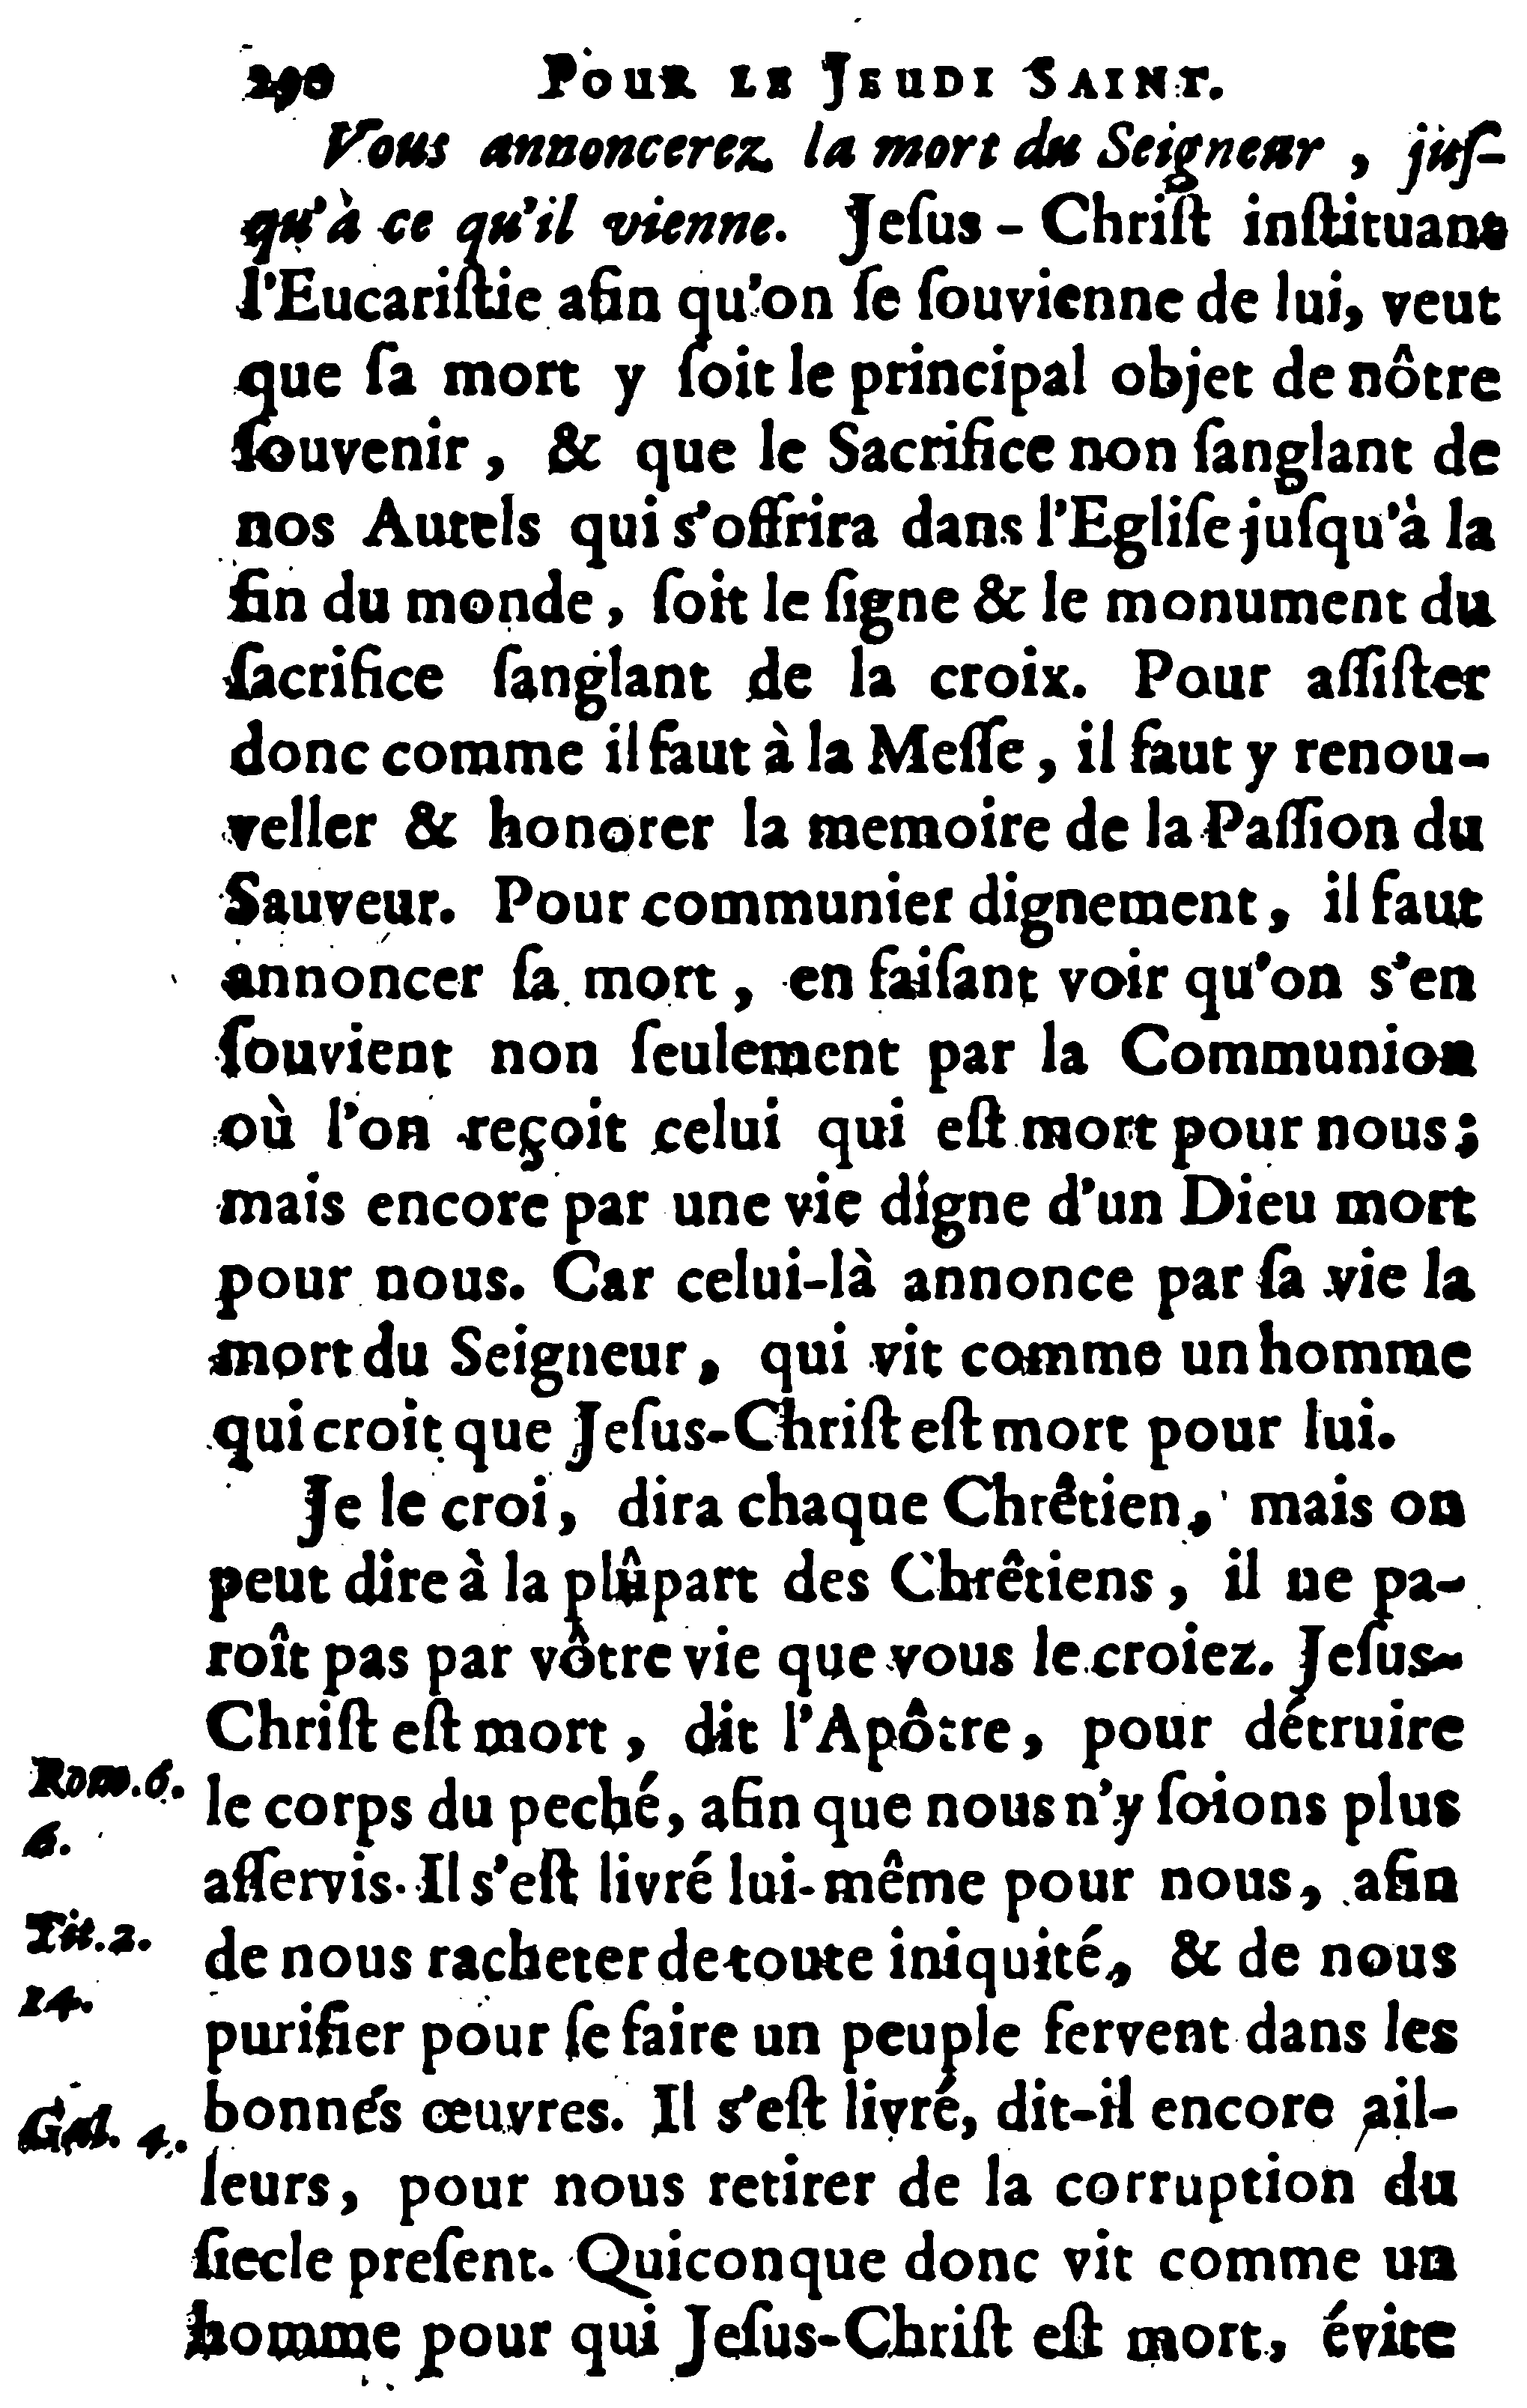 290 POUR LE JEUDI SAINT.
Vous annoncerez la mort du Seigneur, juſ-
qu'à ce qu'il vienne. Jeſus-Chriſt inſtituant
l'Eucariſtie afin qu'on ſe ſouvienne de lui, veut
que ſa mort y ſoit le principal objet de nôtre
ſouvenir, & que le Sacrifice non ſanglant de
nos Autels qui s'offrira dans l'Egliſe juſqu'à la
fin du monde, ſoit le ſigne & le monument du
ſacrifice ſanglant de la croix. Pour aſſiſter
donc comme il faut à la Meſſe, il faut y renou-
veller & honorer la memoire de la Paſſion du
Sauveur. Pour communier dignement, il faut
annoncer ſa mort, en faiſant voir qu'on s'en
ſouvient non ſeulement par la Communion
où l'on reçoit celui qui eſt mort pour nous;
mais encore par une vie digne d'un Dieu mort
pour nous. Car celui-là annonce par ſa vie la
mort du Seigneur, qui vit comme un homme
qui croit que Jeſus-Chriſt eſt mort pour lui.
Je le croi, dira chaque Chrêtien, mais on
peut dire à la plûpart des Chrêtiens, il ne pa-
roît pas par vôtre vie que vous le croiez. Jeſus-
Chriſt eſt mort, dit l'Apôtre, pour détruire
Rom. 6. le corps du peché, afin que nous n'y ſoions plus
6.
aſſervis. Il s'eſt livré lui-même pour nous, afin
Tit. 2. de nous racheter de toute iniquité, & de nous
14.
purifier pour ſe faire un peuple fervent dans les
Gal. 4. bonnes œuvres. Il s'eſt livré, dit-il encore ail-
leurs, pour nous retirer de la corruption du
ſiecle preſent. Quiconque donc vit comme un
homme pour qui Jeſus-Chriſt eſt mort, évite